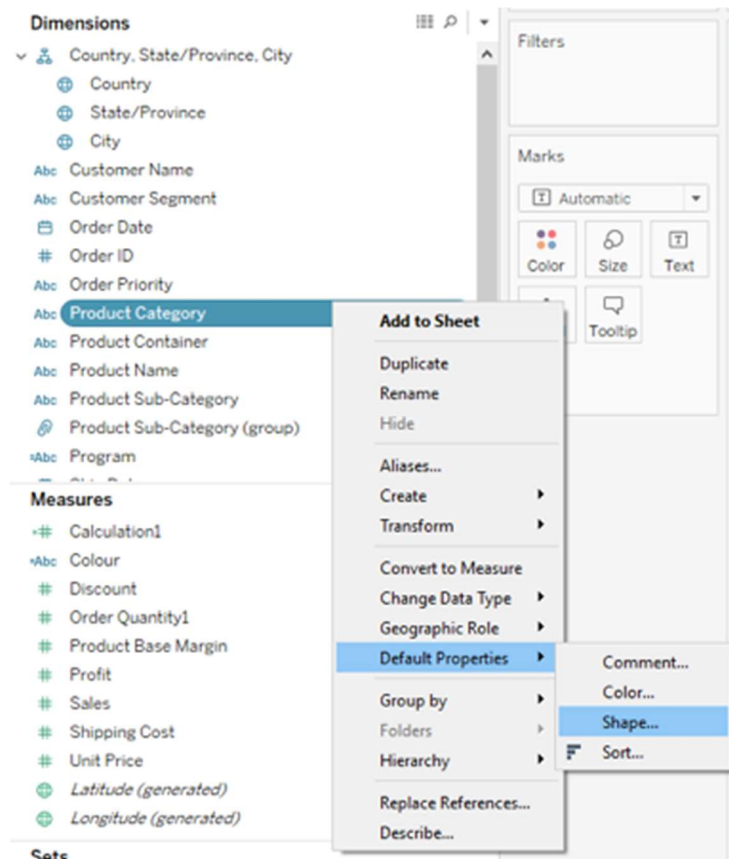 Dimensions
Country, State/Province, City
Country
State/Province
City
Abc Customer Name
Abc Customer Segment
Order Date
# Order ID
Abc Order Priority
Abc Product Category
Abc Product Container
Abc Product Name
Abc Product Sub-Category
Product Sub-Category (group)
=Abc Program
Measures
=# Calculation1
=Abc Colour
# Discount
# Order Quantity1
# Product Base Margin
# Profit
# Sales
# Shipping Cost
# Unit Price
Latitude (generated)
Longitude (generated)
Sets
Filters
Marks
T Automatic
Color
Size
T
Text
Tooltip
Add to Sheet
Duplicate
Rename
Hide
Aliases...
Create
Transform
Convert to Measure
Change Data Type
Geographic Role
Default Properties
Group by
Folders
Hierarchy
Replace References...
Describe...
Comment...
Color...
Shape...
Sort...